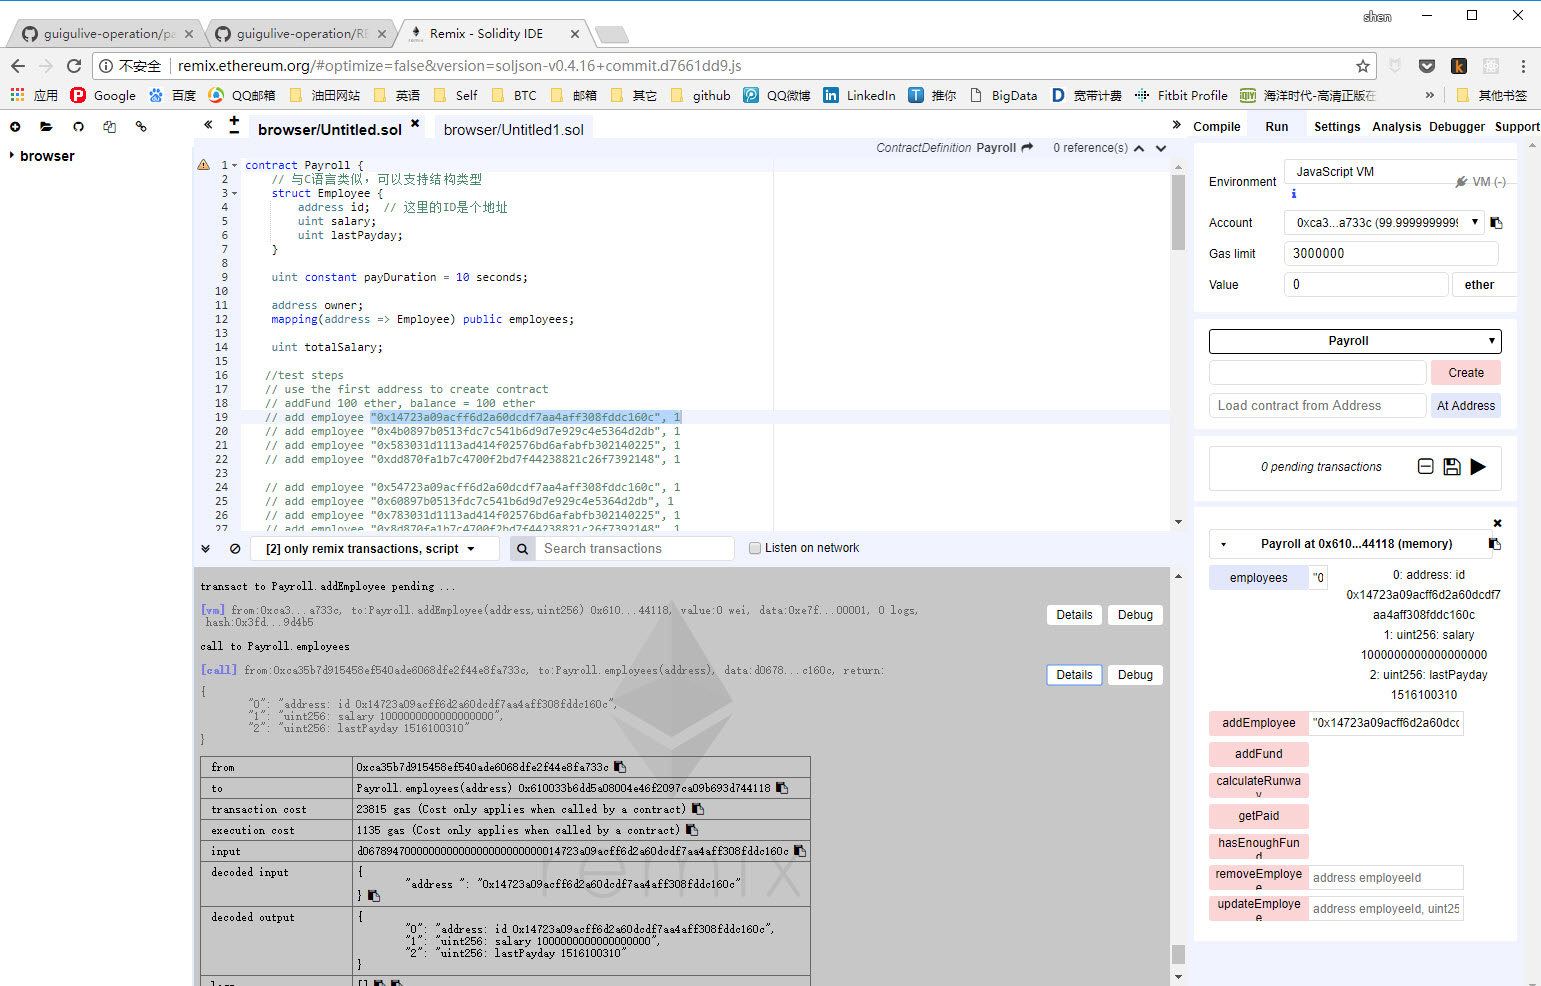 shen
guigulive-operation/pa
guigulive-operation/RE
Remix - Solidity IDE
不安全 remix.ethereum.org/#optimize=false&version=soljson-v0.4.16+commit.d7661dd9.js
应用 Google 百度 QQ邮箱 油田网站 英语 Self BTC 邮箱 其它 github QQ微博 LinkedIn 推你 BigData 宽带计费 Fitbit Profile 海洋时代-高清正版在 » 其他书签
browser
browser/Untitled.sol
browser/Untitled1.sol
Compile Run Settings Analysis Debugger Support
ContractDefinition Payroll 0 reference(s)
1 contract Payroll {
2 // 与C语言类似，可以支持结构类型
3 struct Employee {
4 address id; // 这里的ID是个地址
5 uint salary;
6 uint lastPayday;
7 }
8
9 uint constant payDuration = 10 seconds;
10
11 address owner;
12 mapping(address => Employee) public employees;
13
14 uint totalSalary;
15
16 //test steps
17 // use the first address to create contract
18 // addFund 100 ether, balance = 100 ether
19 // add employee "0x14723a09acff6d2a60dcdf7aa4aff308fddc160c", 1
20 // add employee "0x4b0897b0513fdc7c541b6d9d7e929c4e5364d2db", 1
21 // add employee "0x583031d1113ad414f02576bd6afabfb302140225", 1
22 // add employee "0xdd870fa1b7c4700f2bd7f44238821c26f7392148", 1
23
24 // add employee "0x54723a09acff6d2a60dcdf7aa4aff308fddc160c", 1
25 // add employee "0x60897b0513fdc7c541b6d9d7e929c4e5364d2db", 1
26 // add employee "0x783031d1113ad414f02576bd6afabfb302140225", 1
27 // add employee "0x8d870fa1b7c4700f2bd7f44238821c26f7392148", 1
[2] only remix transactions, script
Search transactions
Listen on network
transact to Payroll.addEmployee pending ...
[vm] from:0xca3...a733c, to:Payroll.addEmployee(address,uint256) 0x610...44118, value:0 wei, data:0xe7f...00001, 0 logs,
hash:0x3fd...9d4b5
Details Debug
call to Payroll.employees
[call] from:0xca35b7d915458ef540ade6068dfe2f44e8fa733c, to:Payroll.employees(address), data:d0678...c160c, return:
Details Debug
{
"0": "address: id 0x14723a09acff6d2a60dcdf7aa4aff308fddc160c",
"1": "uint256: salary 1000000000000000000",
"2": "uint256: lastPayday 1516100310"
}
from 0xca35b7d915458ef540ade6068dfe2f44e8fa733c
to Payroll.employees(address) 0x610033b6dd5a08004e46f2097ca09b693d744118
transaction cost 23815 gas (Cost only applies when called by a contract)
execution cost 1135 gas (Cost only applies when called by a contract)
input d067894700000000000000000000000014723a09acff6d2a60dcdf7aa4aff308fddc160c
decoded input {
"address ": "0x14723a09acff6d2a60dcdf7aa4aff308fddc160c"
}
decoded output {
"0": "address: id 0x14723a09acff6d2a60dcdf7aa4aff308fddc160c",
"1": "uint256: salary 1000000000000000000",
"2": "uint256: lastPayday 1516100310"
}
logs []
remix
Environment JavaScript VM
VM (-)
Account 0xca3...a733c (99.9999999999
Gas limit 3000000
Value 0 ether
Payroll
Create
Load contract from Address At Address
0 pending transactions
Payroll at 0x610...44118 (memory)
employees "0
0: address: id
0x14723a09acff6d2a60dcdf7
aa4aff308fddc160c
1: uint256: salary
1000000000000000000
2: uint256: lastPayday
1516100310
addEmployee "0x14723a09acff6d2a60dcc
addFund
calculateRunway
getPaid
hasEnoughFund
removeEmployee address employeeId
updateEmployee address employeeId, uint25